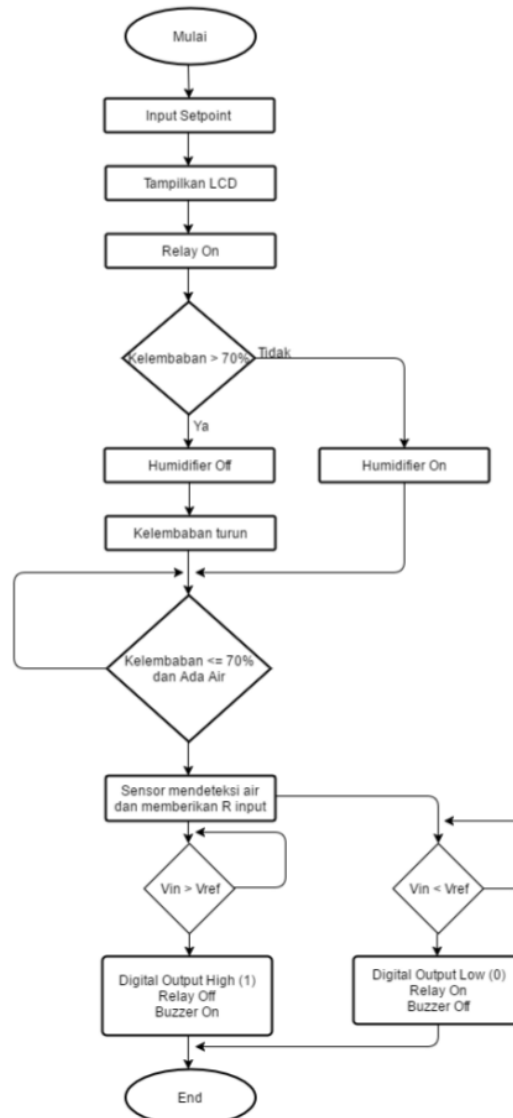 Mulai
Input Setpoint
Tampilkan LCD
Relay On
Kelembaban > 70%
Tidak
Ya
Humidifier Off
Humidifier On
Kelembaban turun
Kelembaban <= 70%
dan Ada Air
Sensor mendeteksi air
dan memberikan R input
Vin > Vref
Vin < Vref
Digital Output High (1)
Relay Off
Buzzer On
Digital Output Low (0)
Relay On
Buzzer Off
End